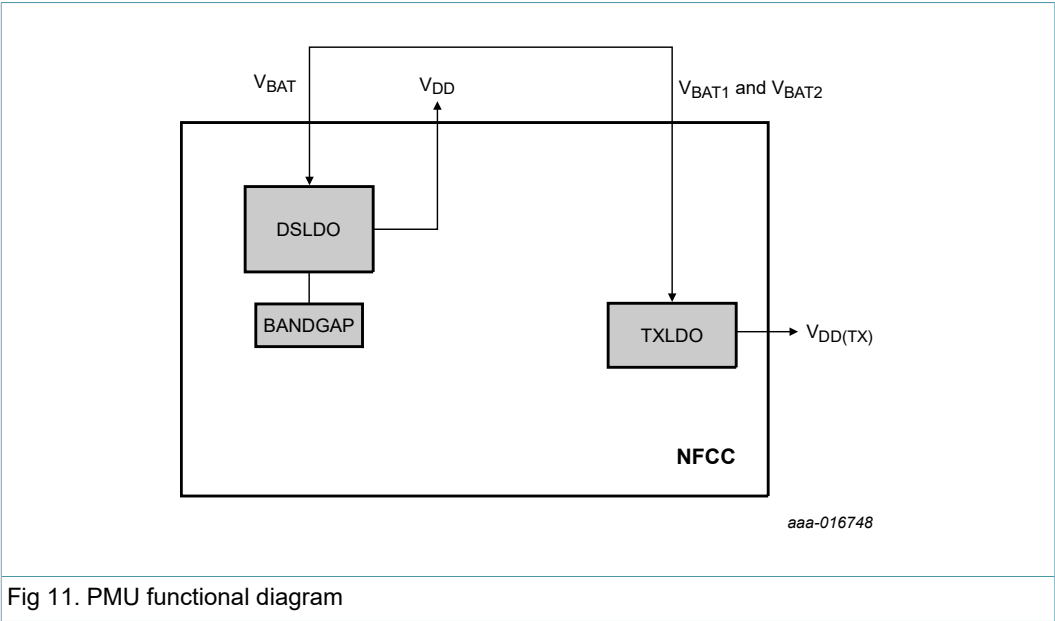 VBAT
VDD
VBAT1 and VBAT2
DSLDO
BANDGAP
TXLDO
VDD(TX)
NFCC
aaa-016748
Fig 11. PMU functional diagram